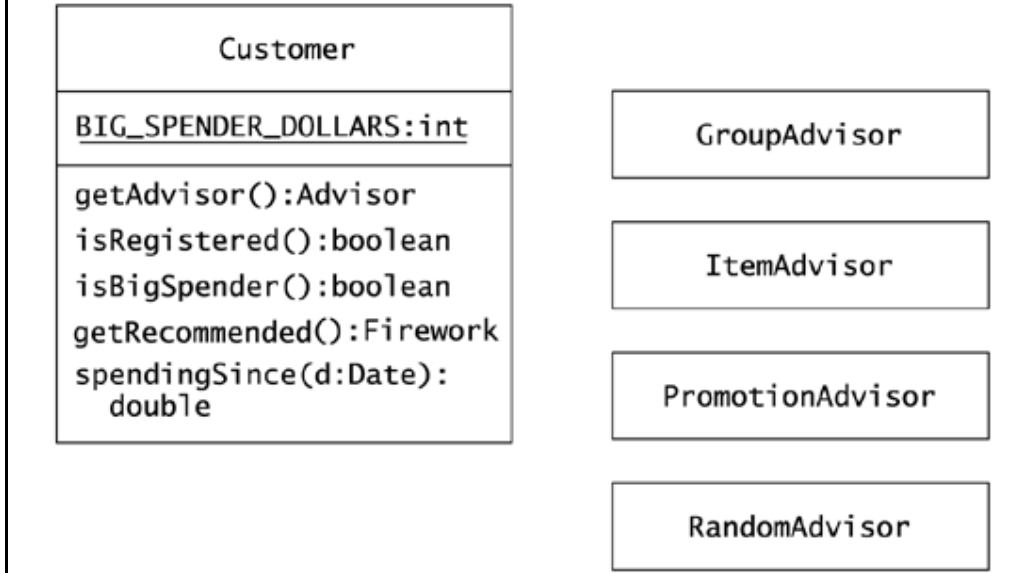 Customer
BIG_SPENDER_DOLLARS:int
getAdvisor():Advisor
isRegistered():boolean
isBigSpender():boolean
getRecommended():Firework
spendingSince(d:Date):
double
GroupAdvisor
ItemAdvisor
PromotionAdvisor
RandomAdvisor